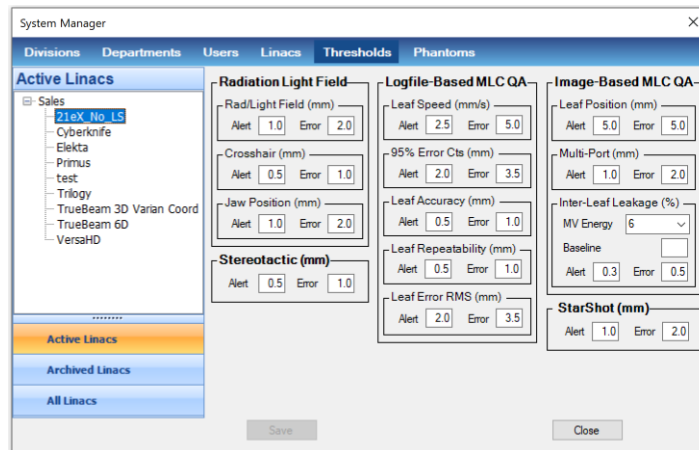 System Manager
Divisions Departments Users Linacs Thresholds Phantoms
Active Linacs
Sales
21eX_No_LS
Cyberknife
Elekta
Primus
test
Trilogy
TrueBeam 3D Varian Coord
TrueBeam 6D
VersaHD
Active Linacs
Archived Linacs
All Linacs
Radiation Light Field
Rad/Light Field (mm)
Alert 1.0 Error 2.0
Crosshair (mm)
Alert 0.5 Error 1.0
Jaw Position (mm)
Alert 1.0 Error 2.0
Stereotactic (mm)
Alert 0.5 Error 1.0
Logfile-Based MLC QA
Leaf Speed (mm/s)
Alert 2.5 Error 5.0
95% Error Cts (mm)
Alert 2.0 Error 3.5
Leaf Accuracy (mm)
Alert 0.5 Error 1.0
Leaf Repeatability (mm)
Alert 0.5 Error 1.0
Leaf Error RMS (mm)
Alert 2.0 Error 3.5
Image-Based MLC QA
Leaf Position (mm)
Alert 5.0 Error 5.0
Multi-Port (mm)
Alert 1.0 Error 2.0
Inter-Leaf Leakage (%)
MV Energy 6
Baseline
Alert 0.3 Error 0.5
StarShot (mm)
Alert 1.0 Error 2.0
Save Close